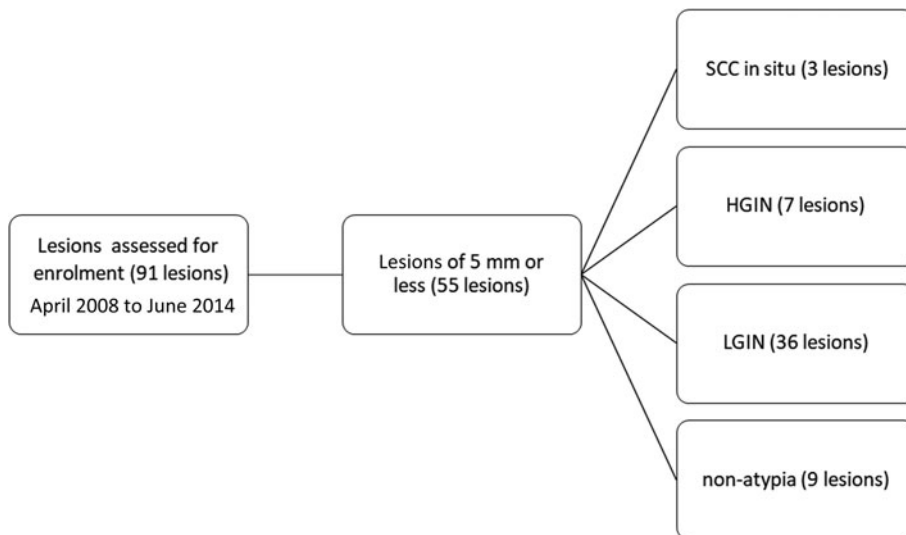 Lesions assessed for
enrolment (91 lesions)
April 2008 to June 2014
Lesions of 5 mm or
less (55 lesions)
SCC in situ (3 lesions)
HGIN (7 lesions)
LGIN (36 lesions)
non-atypia (9 lesions)